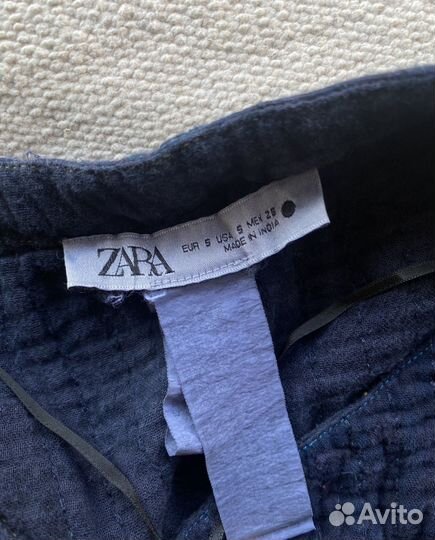 ZARA
EUR S USA S MEX 26
MADE IN INDIA
Avito